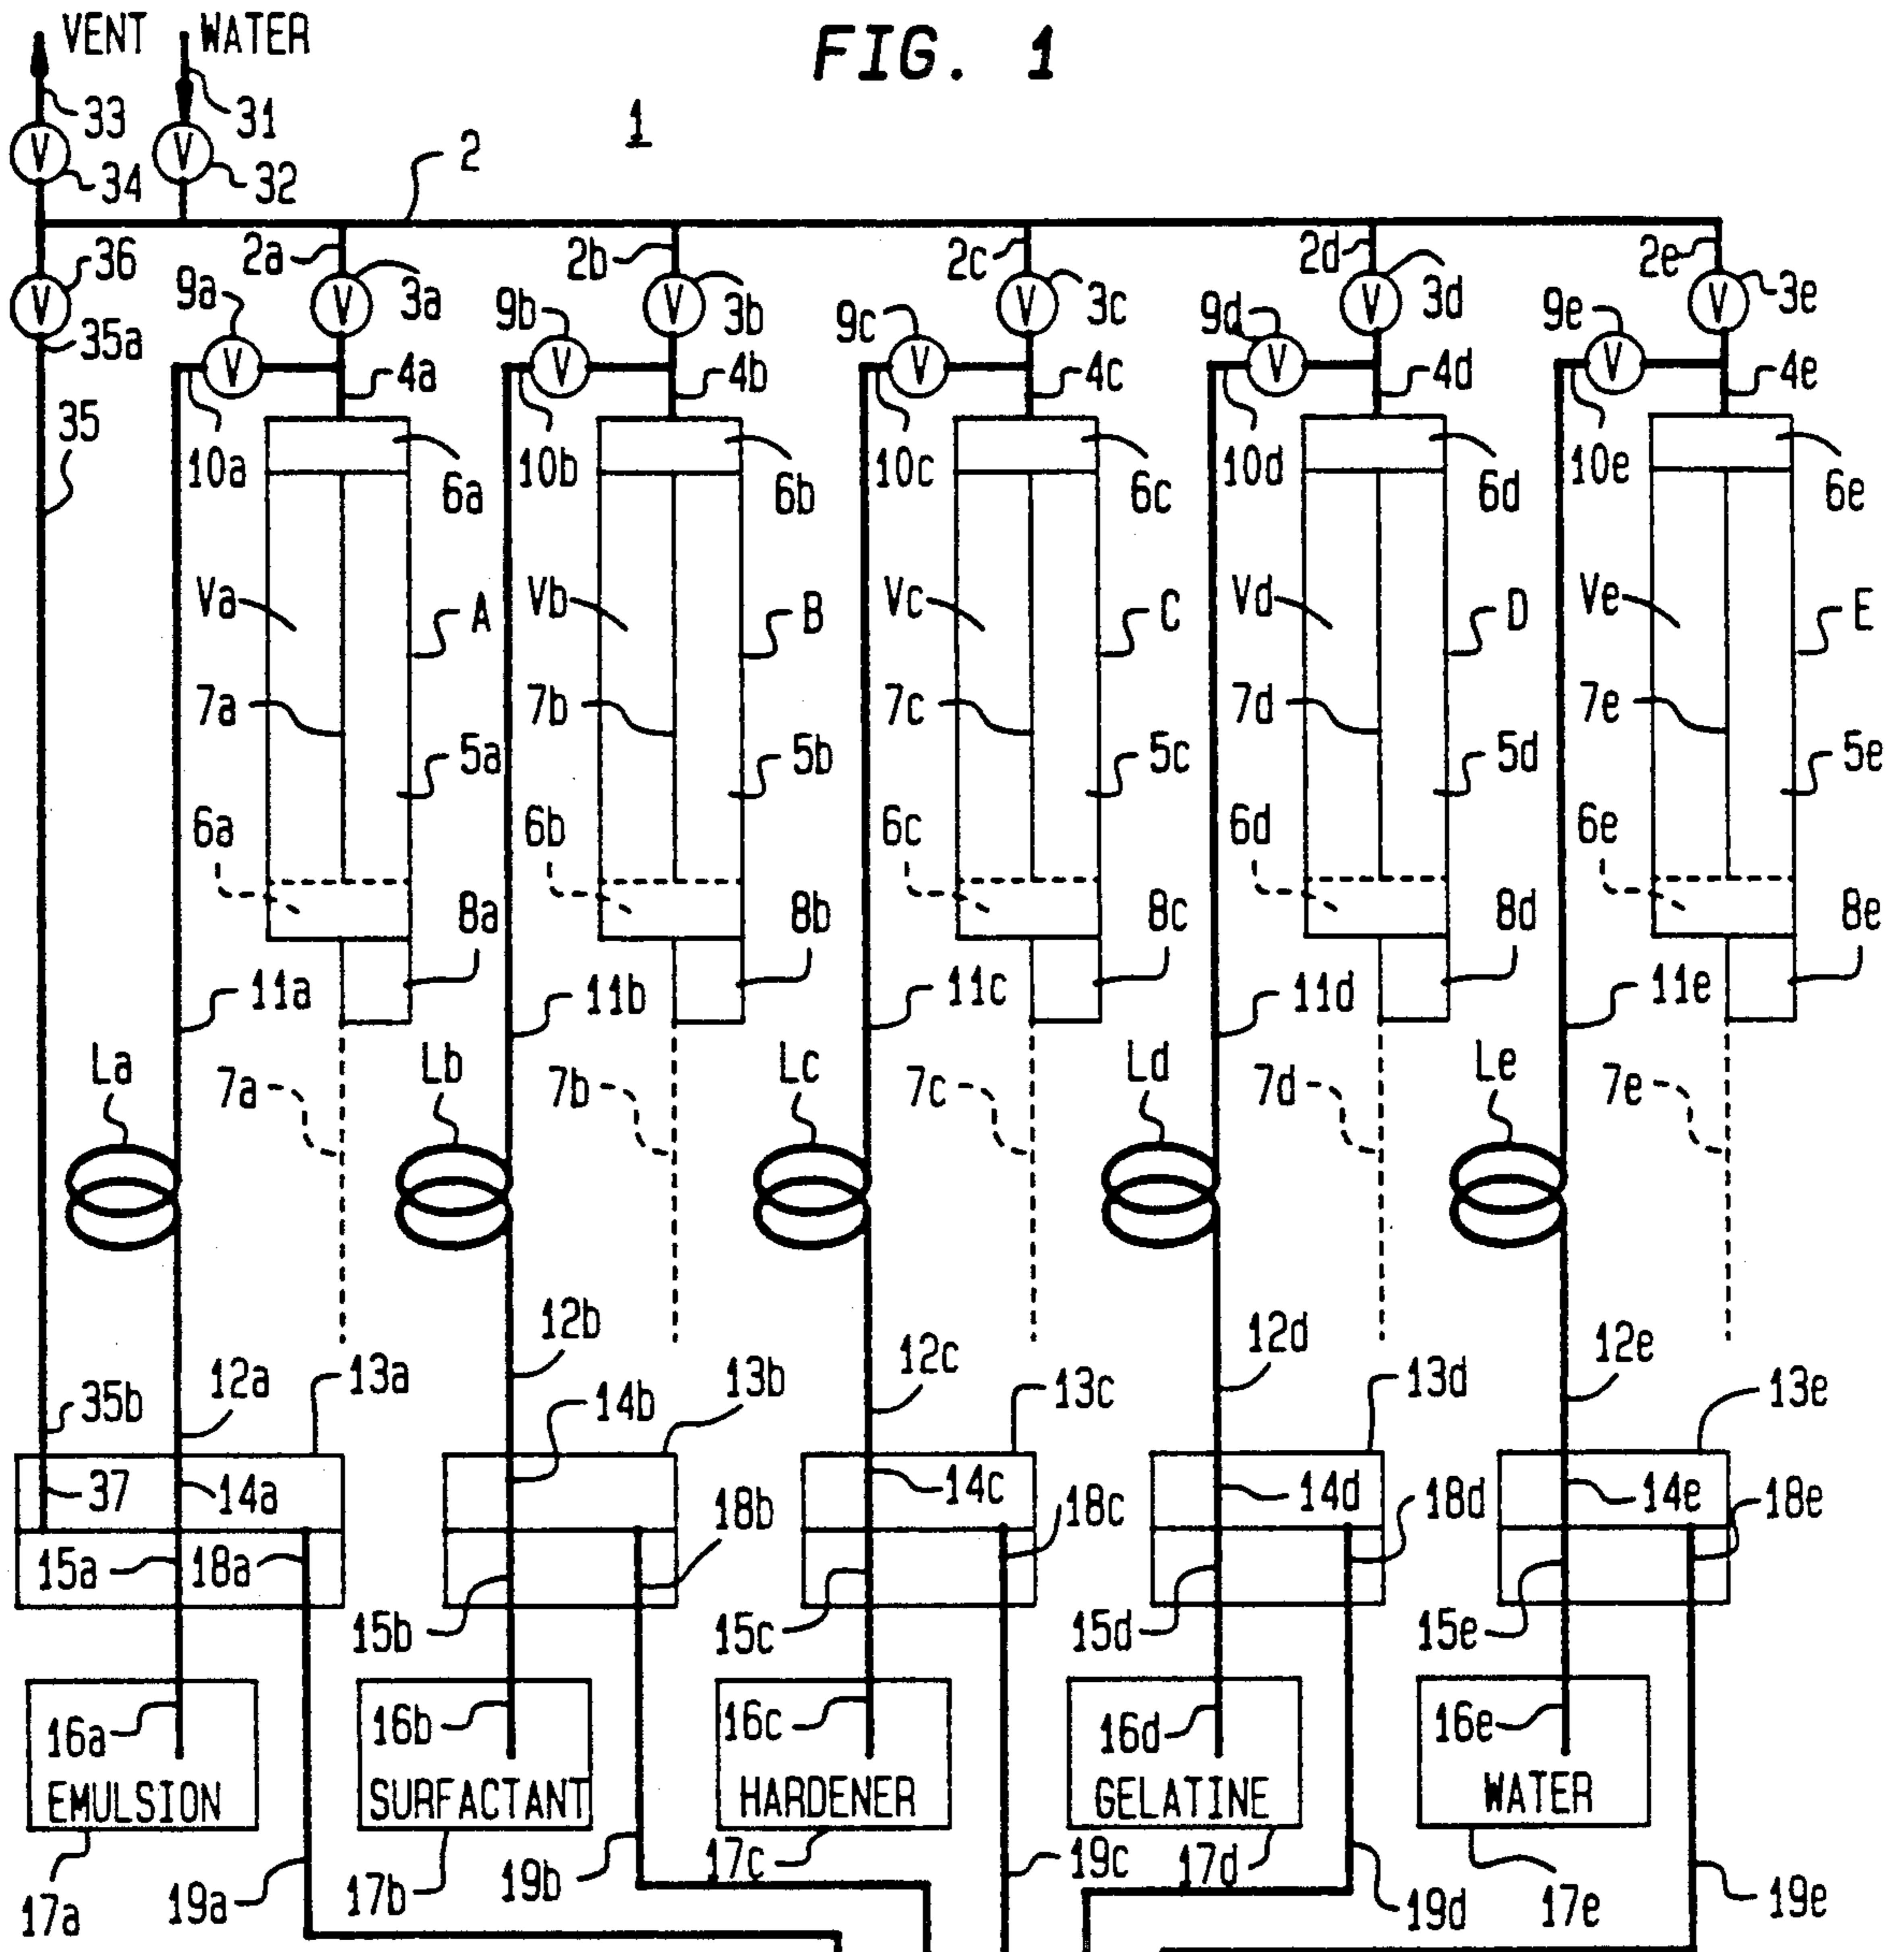 FIG. 1
VENT WATER
33 31 1
V V
34 32 2
36 2a 2b 2c 2d 2e
V 9a V 3a 9b V 3b 9c V 3c 9d V 3d 9e V 3e
35a V 4a V 4b V 4c V 4d V 4e
35 10a 6a 10b 6b 10c 6c 10d 6d 10e 6e
Va A Vb B Vc C Vd D Ve E
7a 5a 7b 5b 7c 5c 7d 5d 7e 5e
6a 8a 6b 8b 6c 8c 6d 8d 6e 8e
11a 11b 11c 11d 11e
La 7a Lb 7b Lc 7c Ld 7d Le 7e
12b 12c 12d 12e
35b 12a 13a 14b 13b 13c 13d 13e
37 14a 18b 14c 18c 14d 18d 14e 18e
15a 18a 15b 15c 15d 15e
16a 16b 16c 16d 16e
EMULSION SURFACTANT HARDENER GELATINE WATER
17a 19a 17b 19b 17c 19c 17d 19d 17e 19e